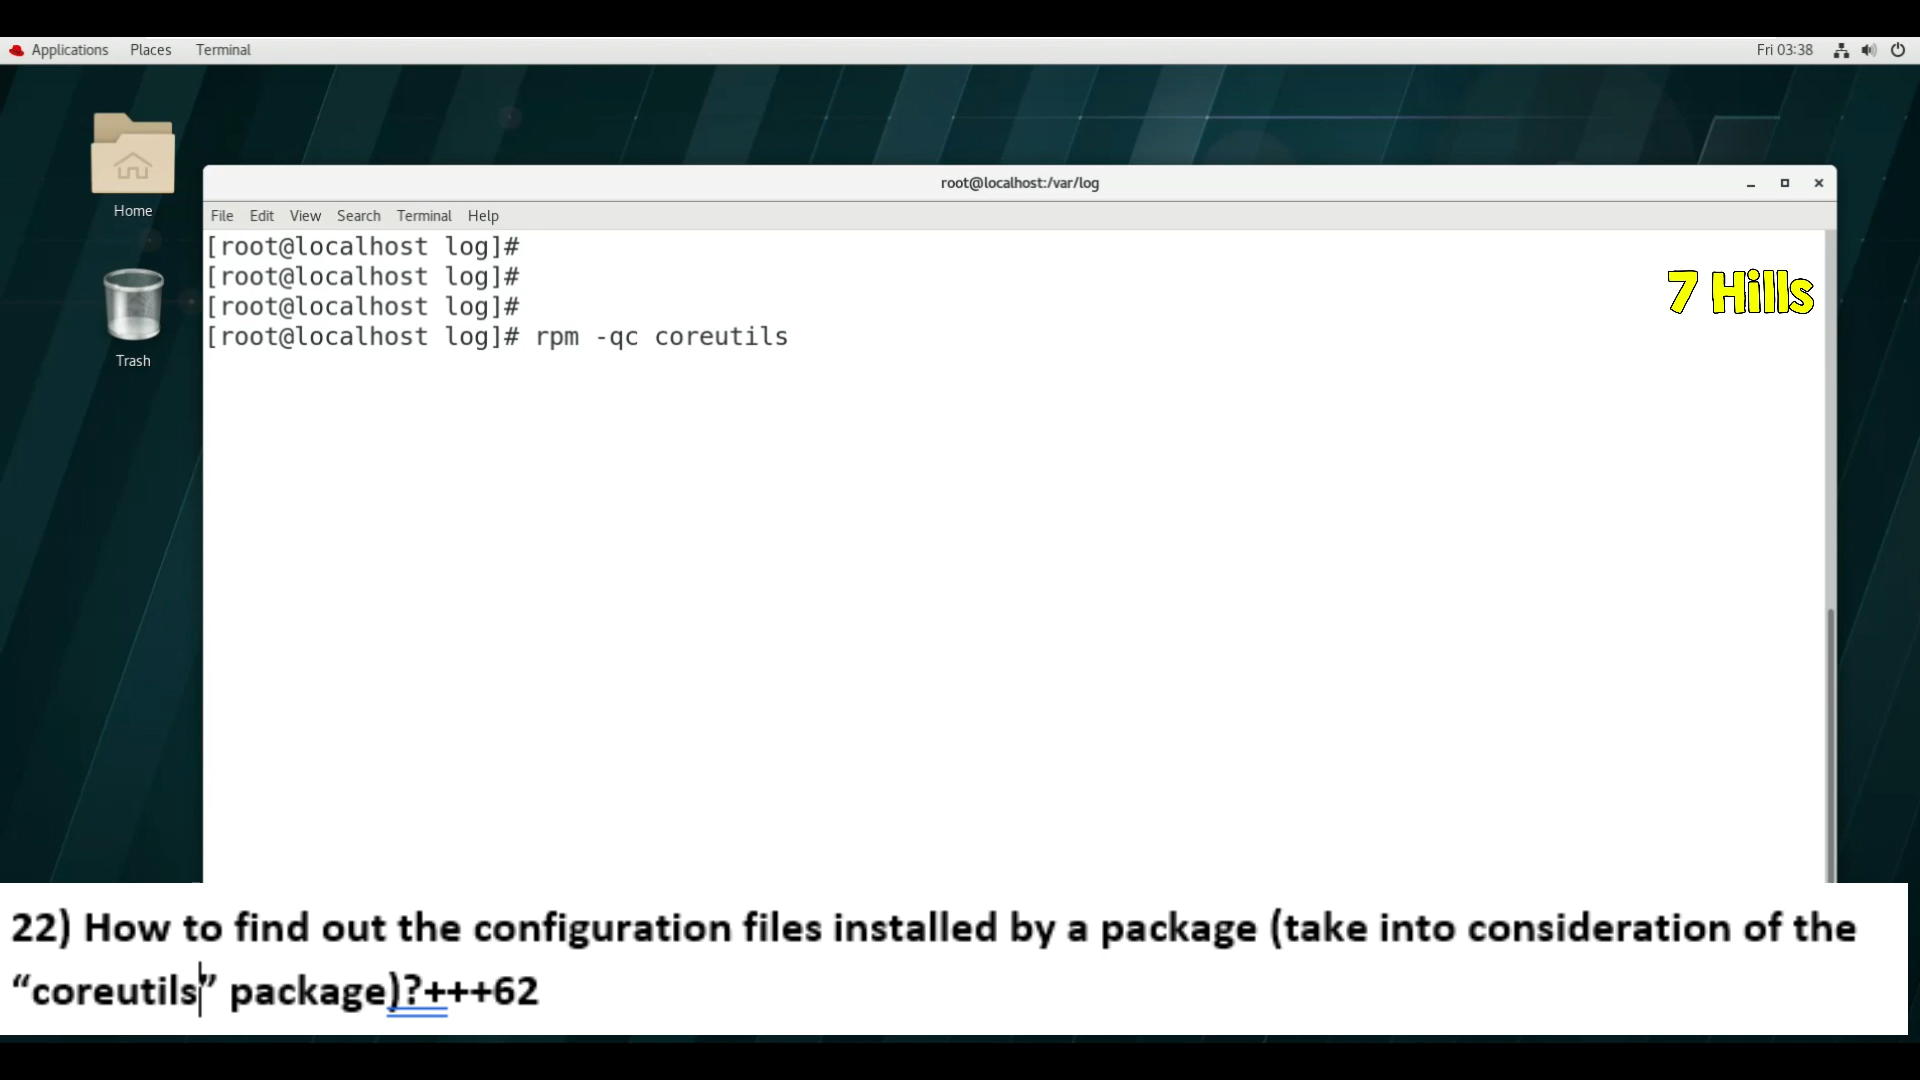 Applications Places Terminal Fri 03:38
Home
Trash
root@localhost:/var/log
File Edit View Search Terminal Help
[root@localhost log]#
[root@localhost log]#
[root@localhost log]#
[root@localhost log]# rpm -qc coreutils
7 Hills
22) How to find out the configuration files installed by a package (take into consideration of the
“coreutils” package)?+++62